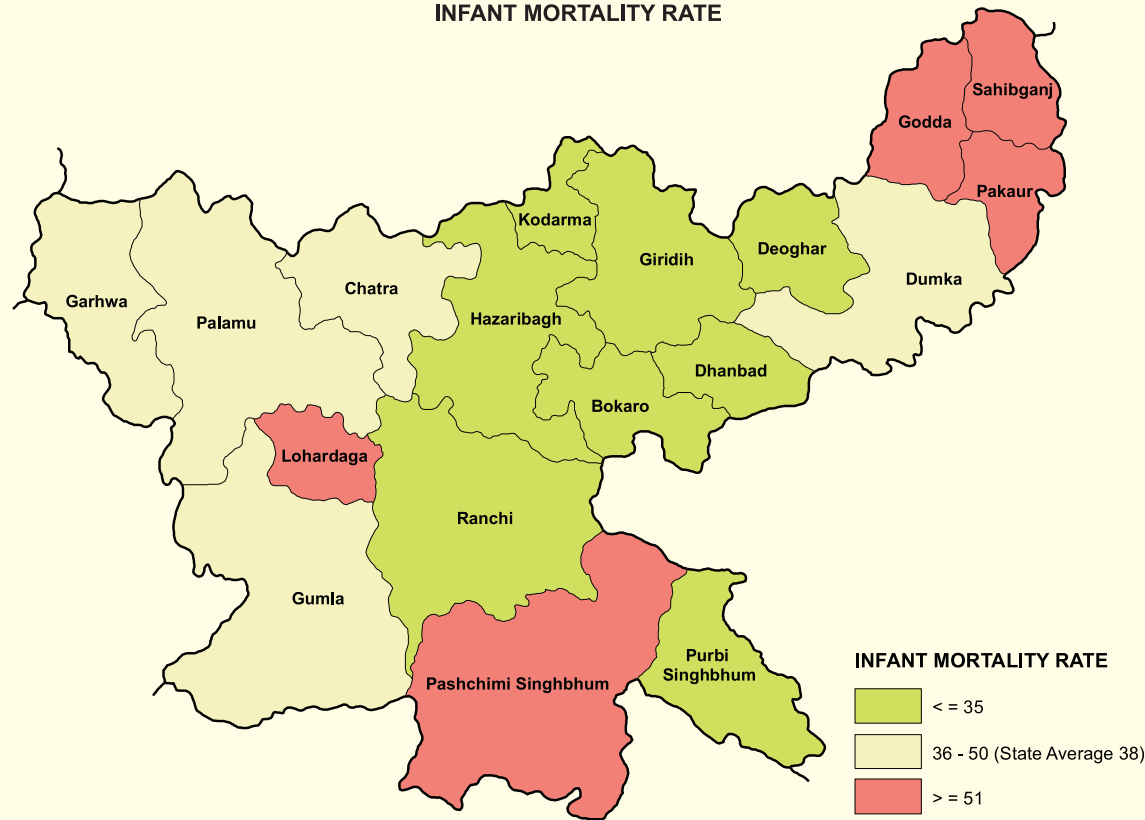 INFANT MORTALITY RATE
Sahibganj
Godda
Pakaur
Kodarma
Deoghar
Giridih
Dumka
Chatra
Garhwa
Palamu
Hazaribagh
Dhanbad
Bokaro
Lohardaga
Ranchi
Gumla
Purbi
Singhbhum
Pashchimi Singhbhum
INFANT MORTALITY RATE
< = 35
36 - 50 (State Average 38)
> = 51